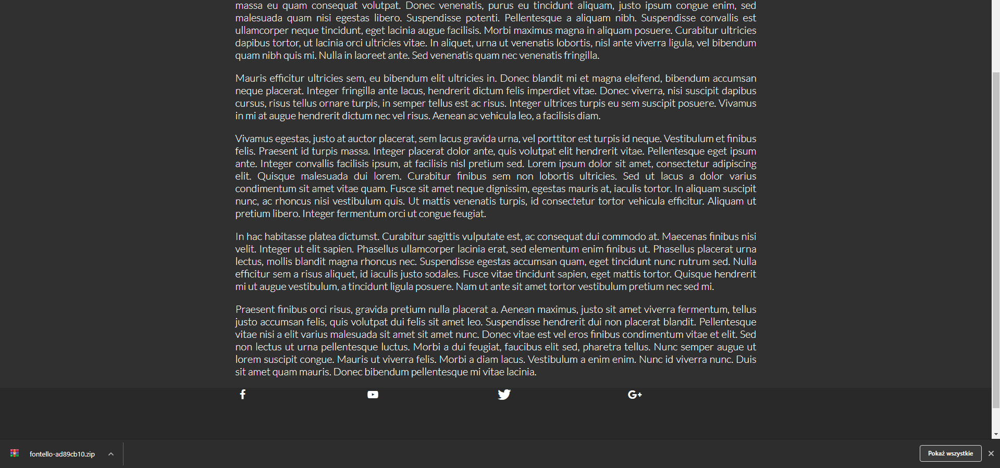 massa eu quam consequat volutpat. Donec venenatis, purus eu tincidunt aliquam, justo ipsum congue enim, sed
malesuada quam nisi egestas libero. Suspendisse potenti. Pellentesque a aliquam nibh. Suspendisse convallis est
ullamcorper neque tincidunt, eget lacinia augue facilisis. Morbi maximus magna in aliquam posuere. Curabitur ultricies
dapibus tortor, ut lacinia orci ultricies vitae. In aliquet, urna ut venenatis lobortis, nisl ante viverra ligula, vel bibendum
quam nibh quis mi. Nulla in laoreet ante. Sed venenatis quam nec venenatis fringilla.
Mauris efficitur ultricies sem, eu bibendum elit ultricies in. Donec blandit mi et magna eleifend, bibendum accumsan
neque placerat. Integer fringilla ante lacus, hendrerit dictum felis imperdiet vitae. Donec viverra, nisi suscipit dapibus
cursus, risus tellus ornare turpis, in semper tellus est ac risus. Integer ultrices turpis eu sem suscipit posuere. Vivamus
in mi at augue hendrerit dictum nec vel risus. Aenean ac vehicula leo, a facilisis diam.
Vivamus egestas, justo at auctor placerat, sem lacus gravida urna, vel porttitor est turpis id neque. Vestibulum et finibus
felis. Praesent id turpis massa. Integer placerat dolor ante, quis volutpat elit hendrerit vitae. Pellentesque eget ipsum
ante. Integer convallis facilisis ipsum, at facilisis nisl pretium sed. Lorem ipsum dolor sit amet, consectetur adipiscing
elit. Quisque malesuada dui lorem. Curabitur finibus sem non lobortis ultricies. Sed ut lacus a dolor varius
condimentum sit amet vitae quam. Fusce sit amet neque dignissim, egestas mauris at, iaculis tortor. In aliquam suscipit
nunc, ac rhoncus nisi vestibulum quis. Ut mattis venenatis turpis, id consectetur tortor vehicula efficitur. Aliquam ut
pretium libero. Integer fermentum orci ut congue feugiat.
In hac habitasse platea dictumst. Curabitur sagittis vulputate est, ac consequat dui commodo at. Maecenas finibus nisi
velit. Integer ut elit sapien. Phasellus ullamcorper lacinia erat, sed elementum enim finibus ut. Phasellus placerat urna
lectus, mollis blandit magna rhoncus nec. Suspendisse egestas accumsan quam, eget tincidunt nunc rutrum sed. Nulla
efficitur sem a risus aliquet, id iaculis justo sodales. Fusce vitae tincidunt sapien, eget mattis tortor. Quisque hendrerit
mi ut augue vestibulum, a tincidunt ligula posuere. Nam ut ante sit amet tortor vestibulum pretium nec sed mi.
Praesent finibus orci risus, gravida pretium nulla placerat a. Aenean maximus, justo sit amet viverra fermentum, tellus
justo accumsan felis, quis volutpat dui felis sit amet leo. Suspendisse hendrerit dui non placerat blandit. Pellentesque
vitae nisi a elit varius malesuada sit amet sit amet nunc. Donec vitae est vel eros finibus condimentum vitae et elit. Sed
non lectus ut urna pellentesque luctus. Morbi a dui feugiat, faucibus elit sed, pharetra tellus. Nunc semper augue ut
lorem suscipit congue. Mauris ut viverra felis. Morbi a diam lacus. Vestibulum a enim enim. Nunc id viverra nunc. Duis
sit amet quam mauris. Donec bibendum pellentesque mi vitae lacinia.
fontello-ad89cb10.zip
Pokaż wszystkie